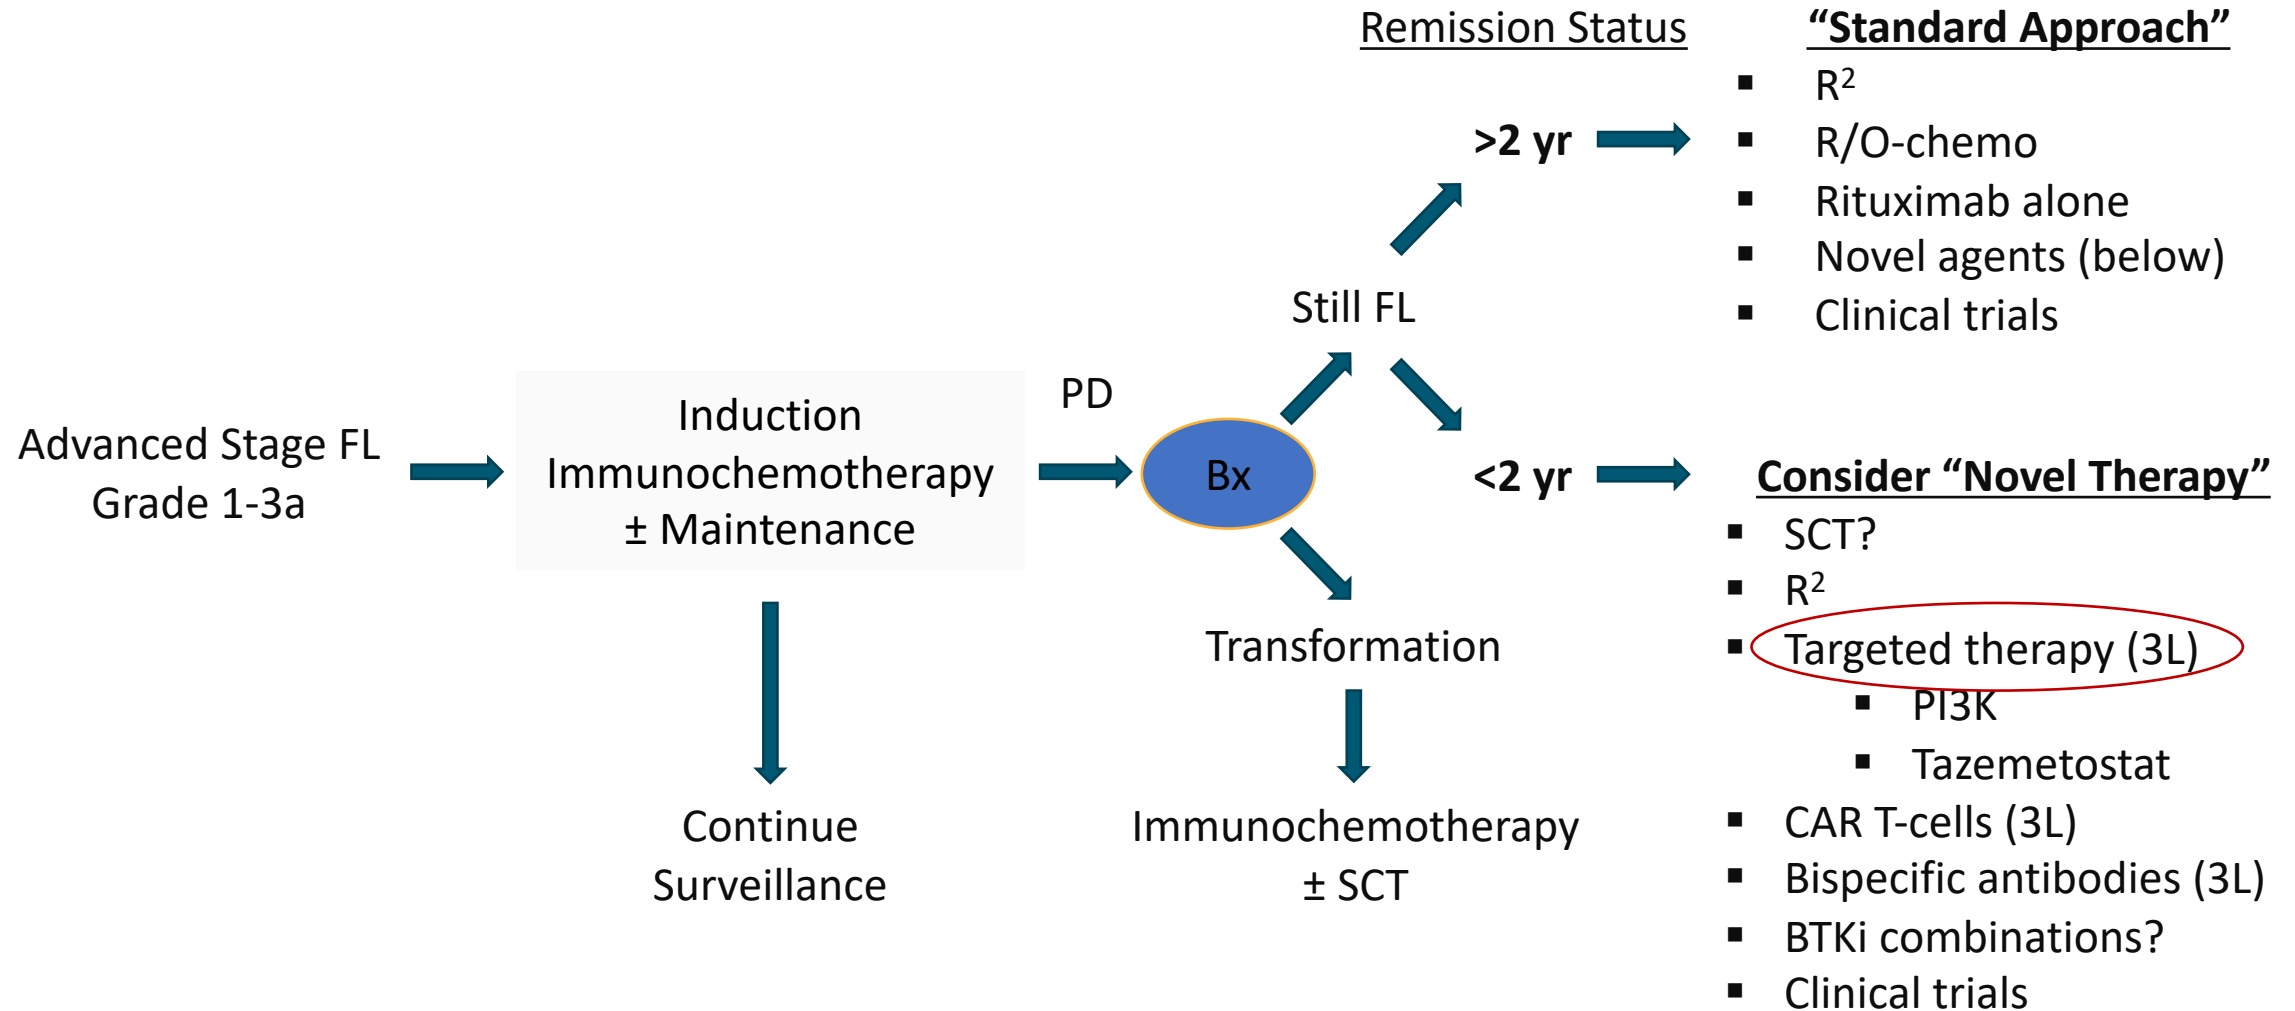 Remission Status
“Standard Approach”
▪ R²
▪ R/O-chemo
▪ Rituximab alone
▪ Novel agents (below)
▪ Clinical trials
>2 yr
Still FL
<2 yr
Advanced Stage FL
Grade 1-3a
Induction
Immunochemotherapy
± Maintenance
PD
Bx
Continue
Surveillance
Transformation
Immunochemotherapy
± SCT
Consider “Novel Therapy”
▪ SCT?
▪ R²
▪ Targeted therapy (3L)
▪ PI3K
▪ Tazemetostat
▪ CAR T-cells (3L)
▪ Bispecific antibodies (3L)
▪ BTKi combinations?
▪ Clinical trials